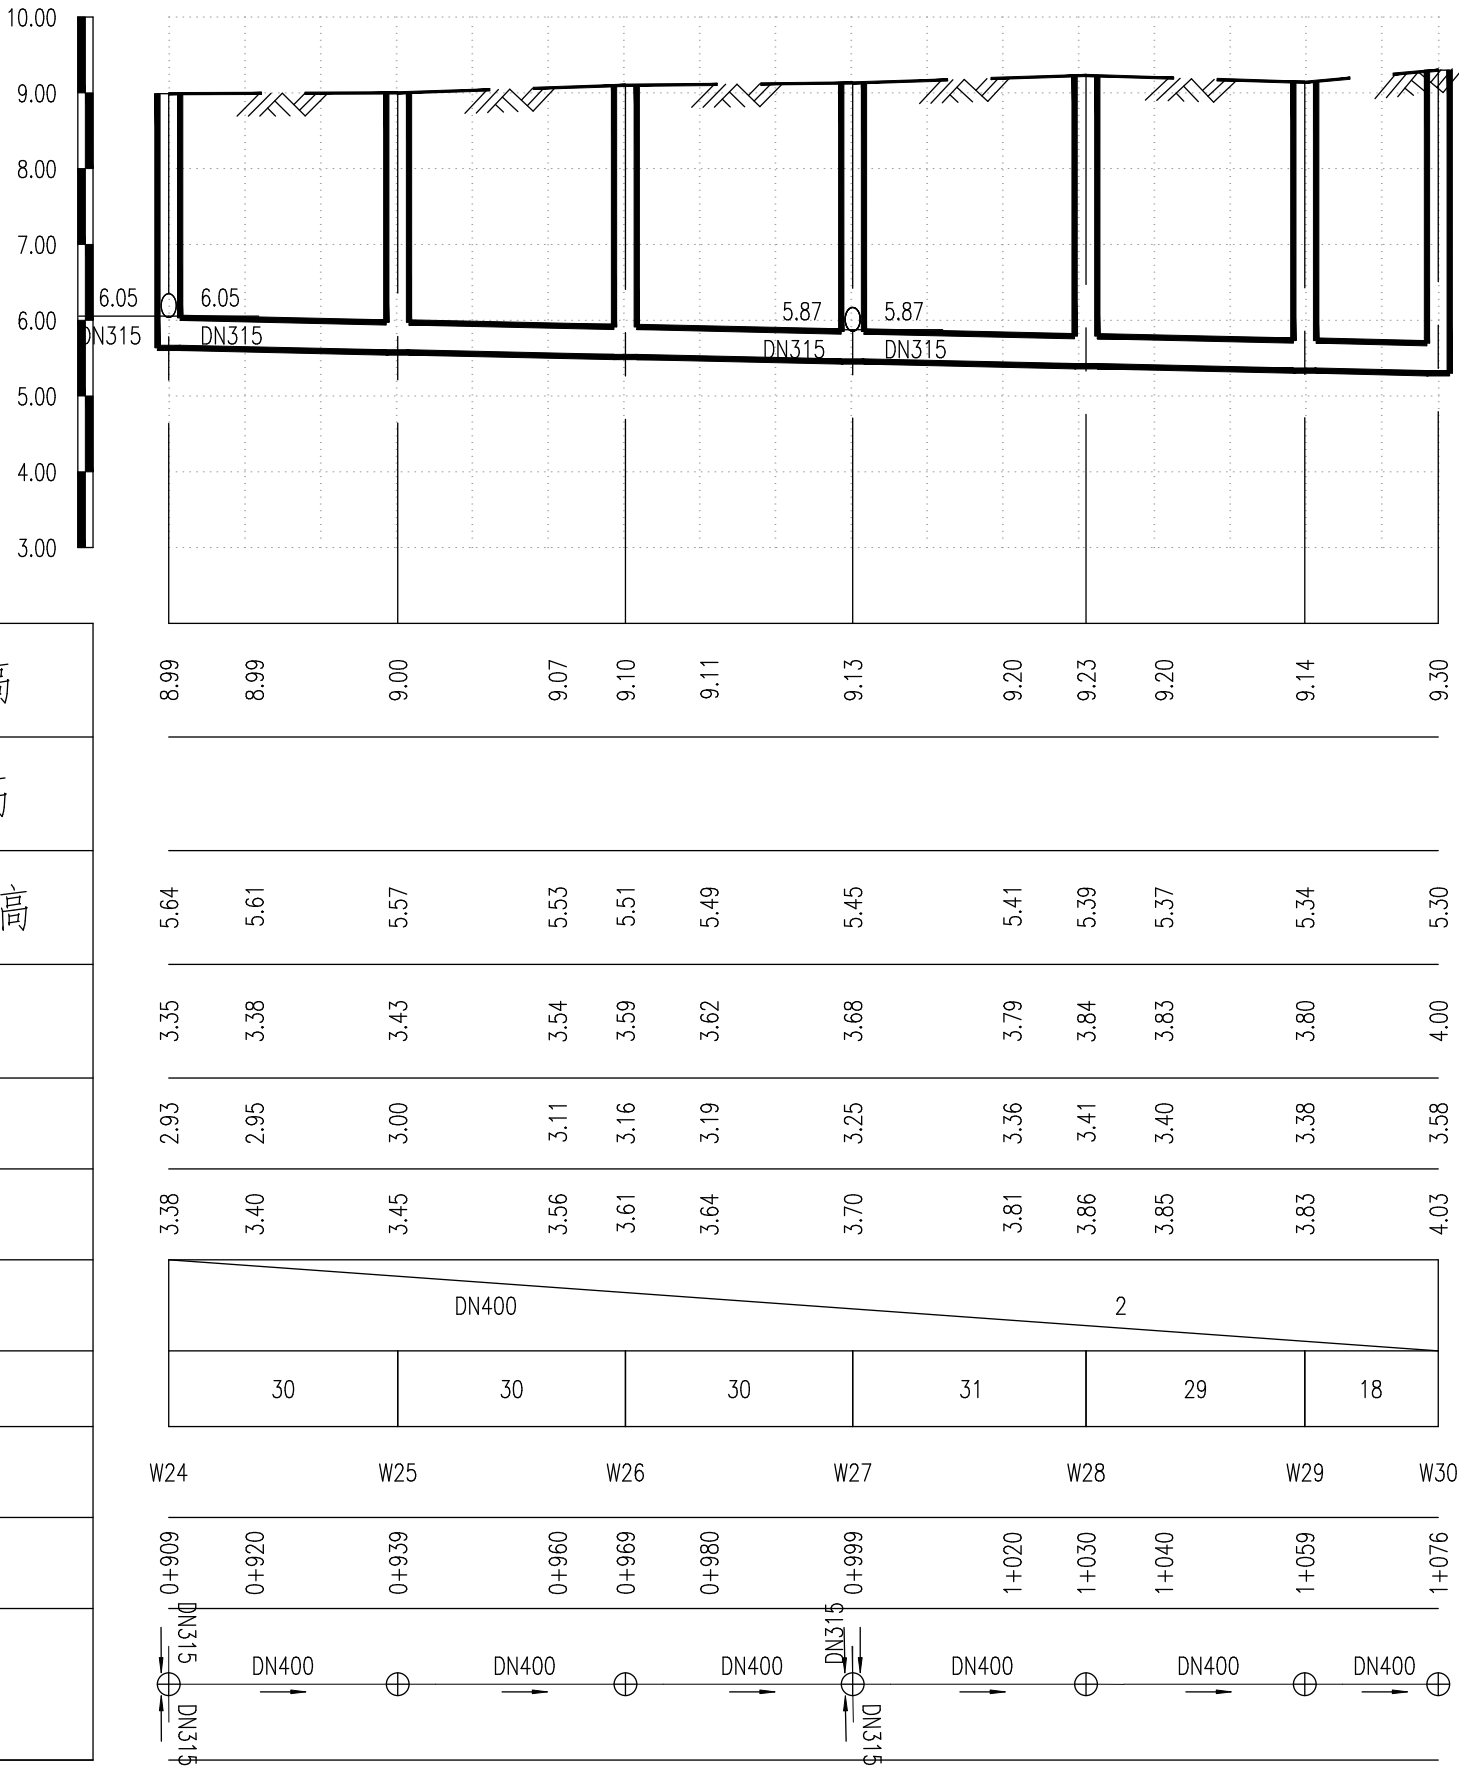 10.00
9.00
8.00
7.00
6.00
5.00
4.00
3.00
6.05 6.05
DN315 DN315
5.87 5.87
DN315 DN315
高 8.99 8.99 9.00 9.07 9.10 9.11 9.13 9.20 9.23 9.20 9.14 9.30
高 5.64 5.61 5.57 5.53 5.51 5.49 5.45 5.41 5.39 5.37 5.34 5.30
3.35 3.38 3.43 3.54 3.59 3.62 3.68 3.79 3.84 3.83 3.80 4.00
2.93 2.95 3.00 3.11 3.16 3.19 3.25 3.36 3.41 3.40 3.38 3.58
3.38 3.40 3.45 3.56 3.61 3.64 3.70 3.81 3.86 3.85 3.83 4.03
DN400 2
30 30 30 31 29 18
W24 W25 W26 W27 W28 W29 W30
0+909 0+920 0+939 0+960 0+969 0+980 0+999 1+020 1+030 1+040 1+059 1+076
DN315 DN315
DN400 DN400 DN400 DN400 DN400 DN400
DN315 DN315